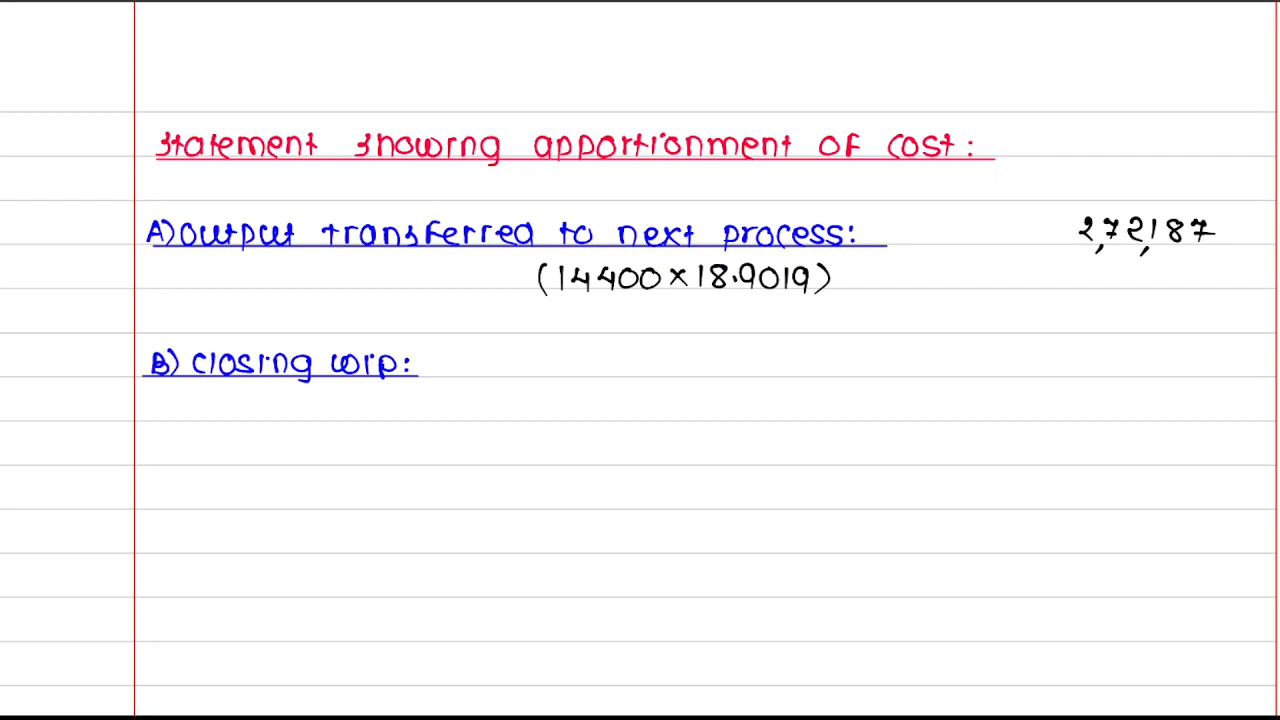 Statement showing apportionment of cost:
A) Output transferred to next process: 2,72,187
(14400×18.9019)
B) Closing WIP: